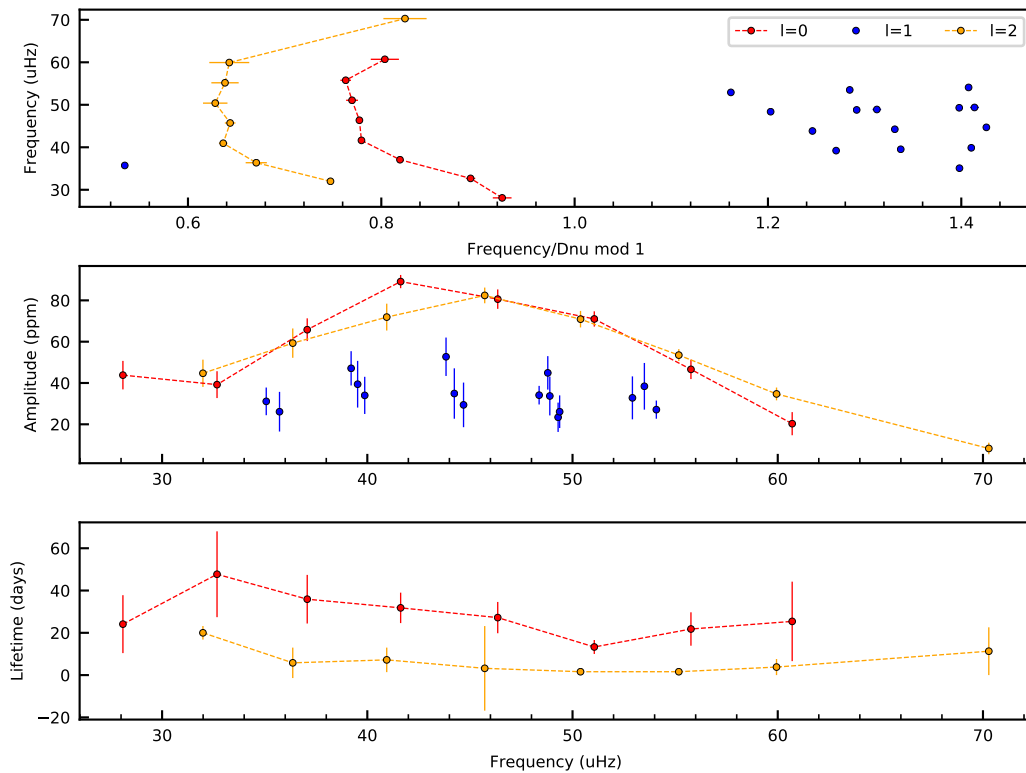 70
60
50
40
30
Frequency (uHz)
l=0 l=1 l=2
0.6 0.8 1.0 1.2 1.4
Frequency/Dnu mod 1
80
60
40
20
Amplitude (ppm)
30 40 50 60 70
60
40
20
0
−20
Lifetime (days)
30 40 50 60 70
Frequency (uHz)